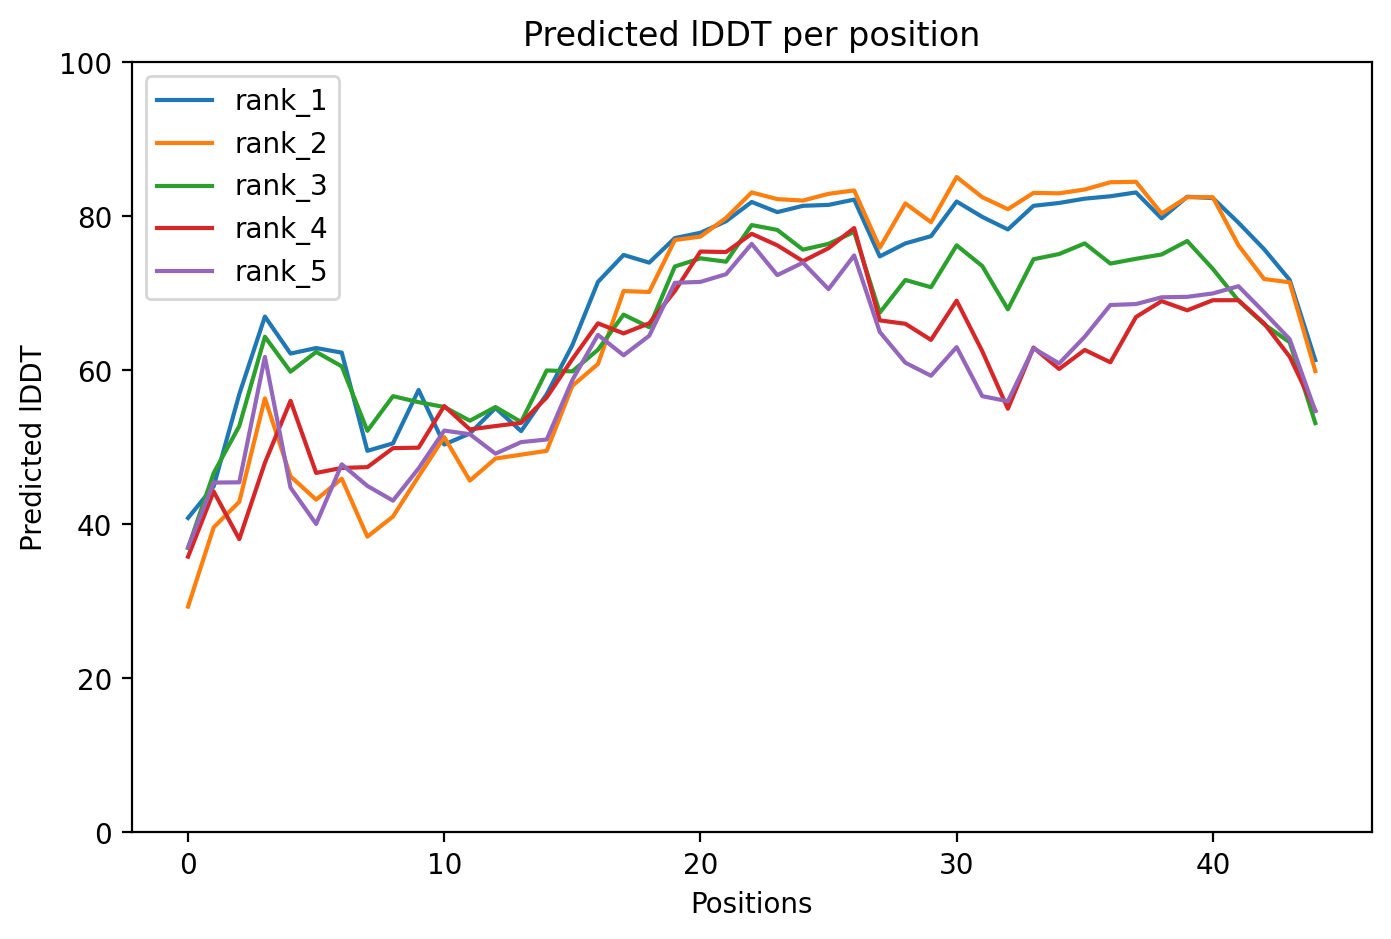 Predicted lDDT per position
100
80
60
40
20
0
Predicted lDDT
rank_1
rank_2
rank_3
rank_4
rank_5
0 10 20 30 40
Positions